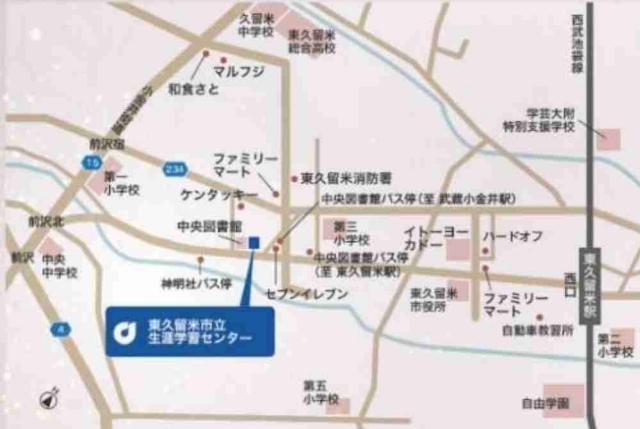 久留米
中学校
東久留米
総合高校
西武池袋線
マルフジ
和食さと
小金井街道
学芸大附
特別支援学校
前沢宿
15
234
第一
小学校
ファミリー
マート
東久留米消防署
ケンタッキー
中央図書館バス停(至 武蔵小金井駅)
前沢北
中央図書館
第三
小学校
イトーヨー
カドー
ハードオフ
前沢
中央
中学校
神明社バス停
中央図書館バス停
(至 東久留米駅)
セブンイレブン
東久留米
市役所
ファミリー
マート
西口
東久留米駅
自動車教習所
第二
小学校
4
東久留米市立
生涯学習センター
第五
小学校
自由学園
N